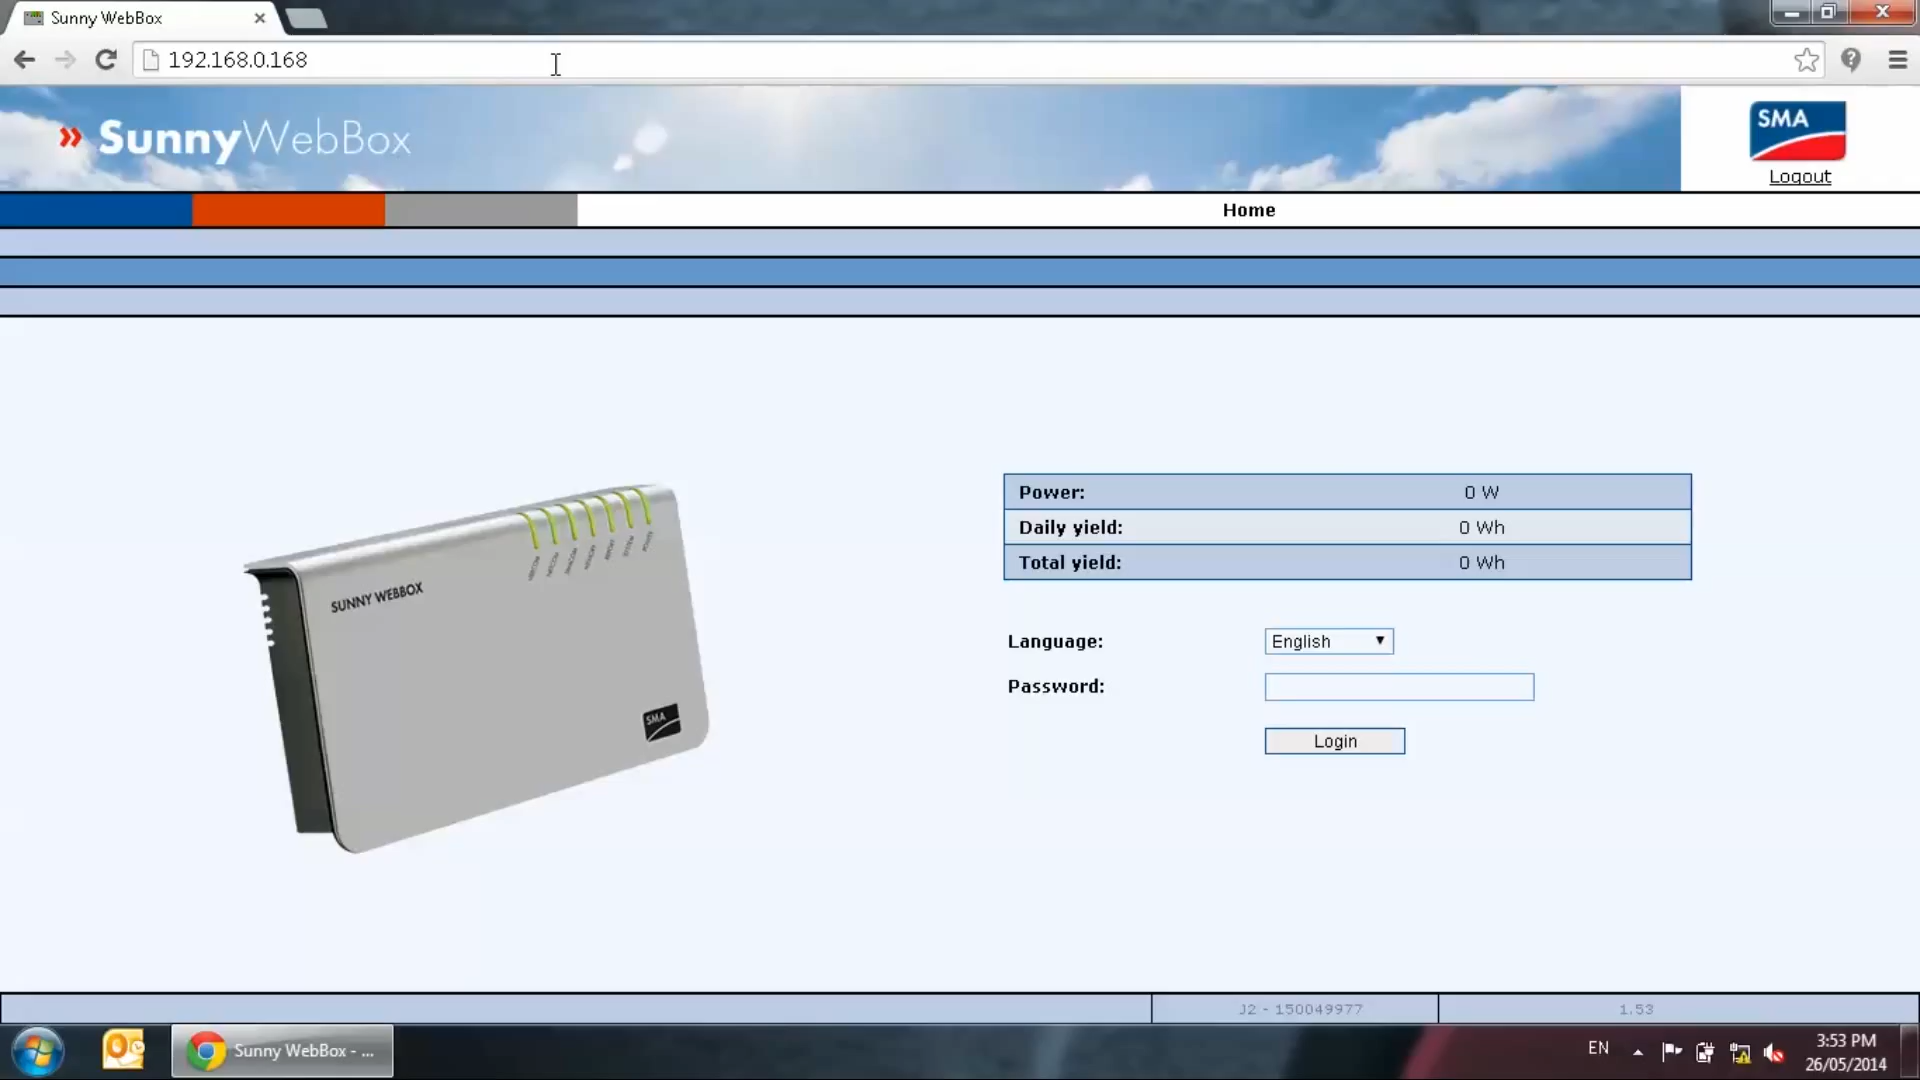 Sunny WebBox
192.168.0.168
» SunnyWebBox
SMA
Logout
Home
Power: 0 W
Daily yield: 0 Wh
Total yield: 0 Wh
SUNNY WEBBOX
SMA
Language: English
Password:
Login
J2 - 150049977
1.53
Sunny WebBox - ...
EN
3:53 PM
26/05/2014